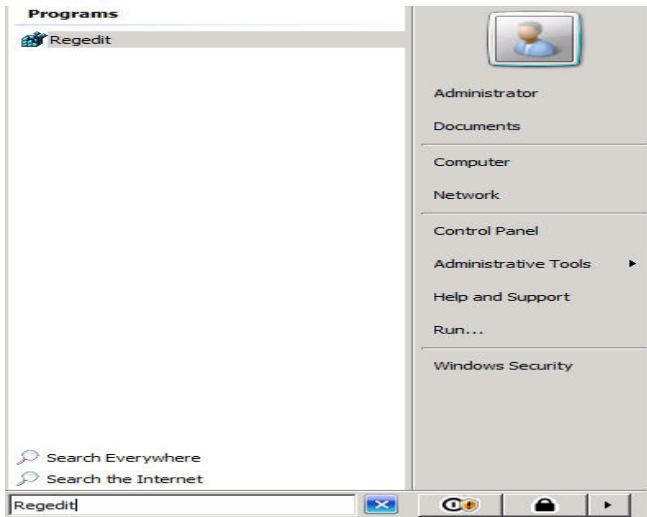 Programs
Regedit
Search Everywhere
Search the Internet
Regedit
Administrator
Documents
Computer
Network
Control Panel
Administrative Tools
Help and Support
Run...
Windows Security